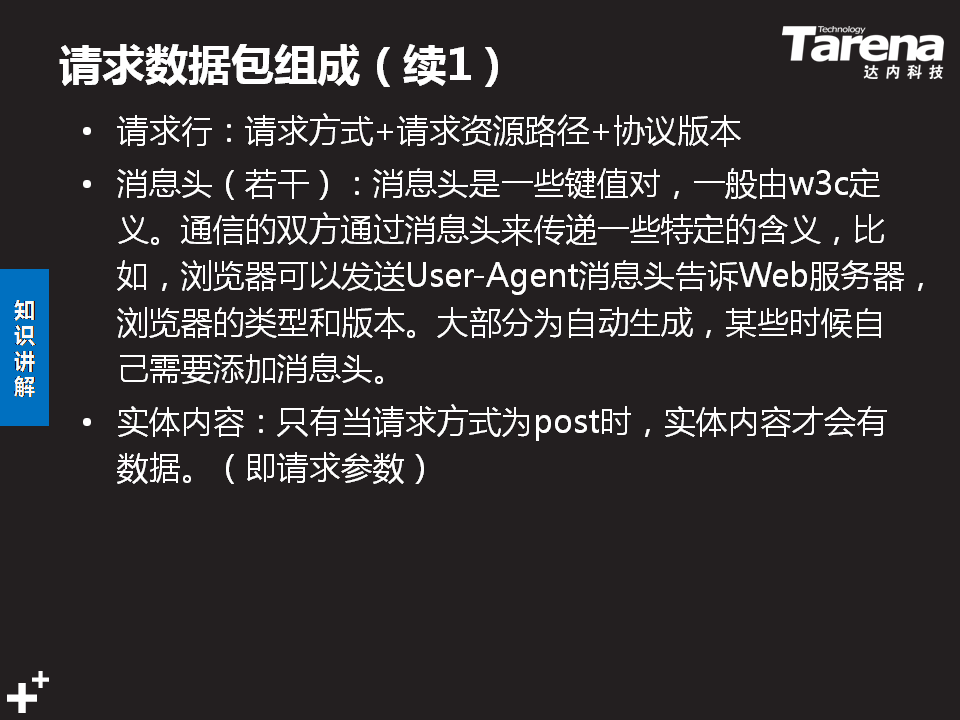 请求数据包组成（续1）
Technology
Tarena
达内科技
• 请求行：请求方式+请求资源路径+协议版本
• 消息头（若干）：消息头是一些键值对，一般由w3c定
义。通信的双方通过消息头来传递一些特定的含义，比
如，浏览器可以发送User-Agent消息头告诉Web服务器，
浏览器的类型和版本。大部分为自动生成，某些时候自
己需要添加消息头。
• 实体内容：只有当请求方式为post时，实体内容才会有
数据。（即请求参数）
知
识
讲
解